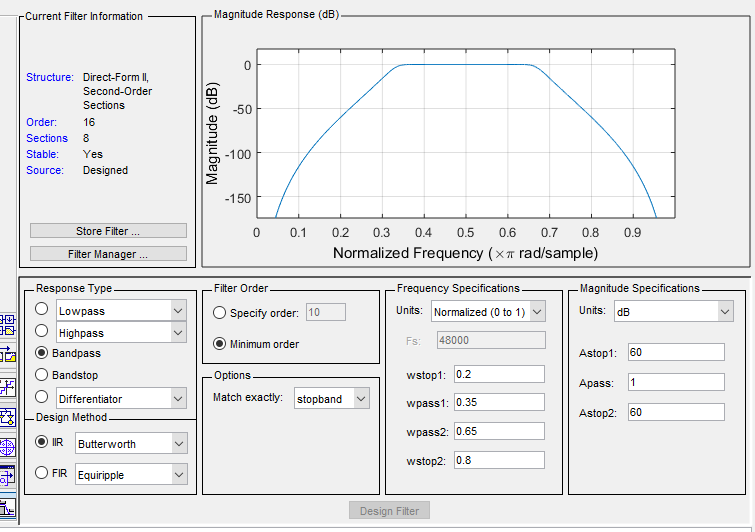 Current Filter Information
Structure: Direct-Form II,
Second-Order
Sections
Order: 16
Sections 8
Stable: Yes
Source: Designed
Store Filter ...
Filter Manager ...
Magnitude Response (dB)
Magnitude (dB)
0
-50
-100
-150
0 0.1 0.2 0.3 0.4 0.5 0.6 0.7 0.8 0.9
Normalized Frequency (×π rad/sample)
Response Type
Lowpass
Highpass
Bandpass
Bandstop
Differentiator
Design Method
IIR Butterworth
FIR Equiripple
Filter Order
Specify order: 10
Minimum order
Options
Match exactly: stopband
Frequency Specifications
Units: Normalized (0 to 1)
Fs: 48000
wstop1: 0.2
wpass1: 0.35
wpass2: 0.65
wstop2: 0.8
Magnitude Specifications
Units: dB
Astop1: 60
Apass: 1
Astop2: 60
Design Filter